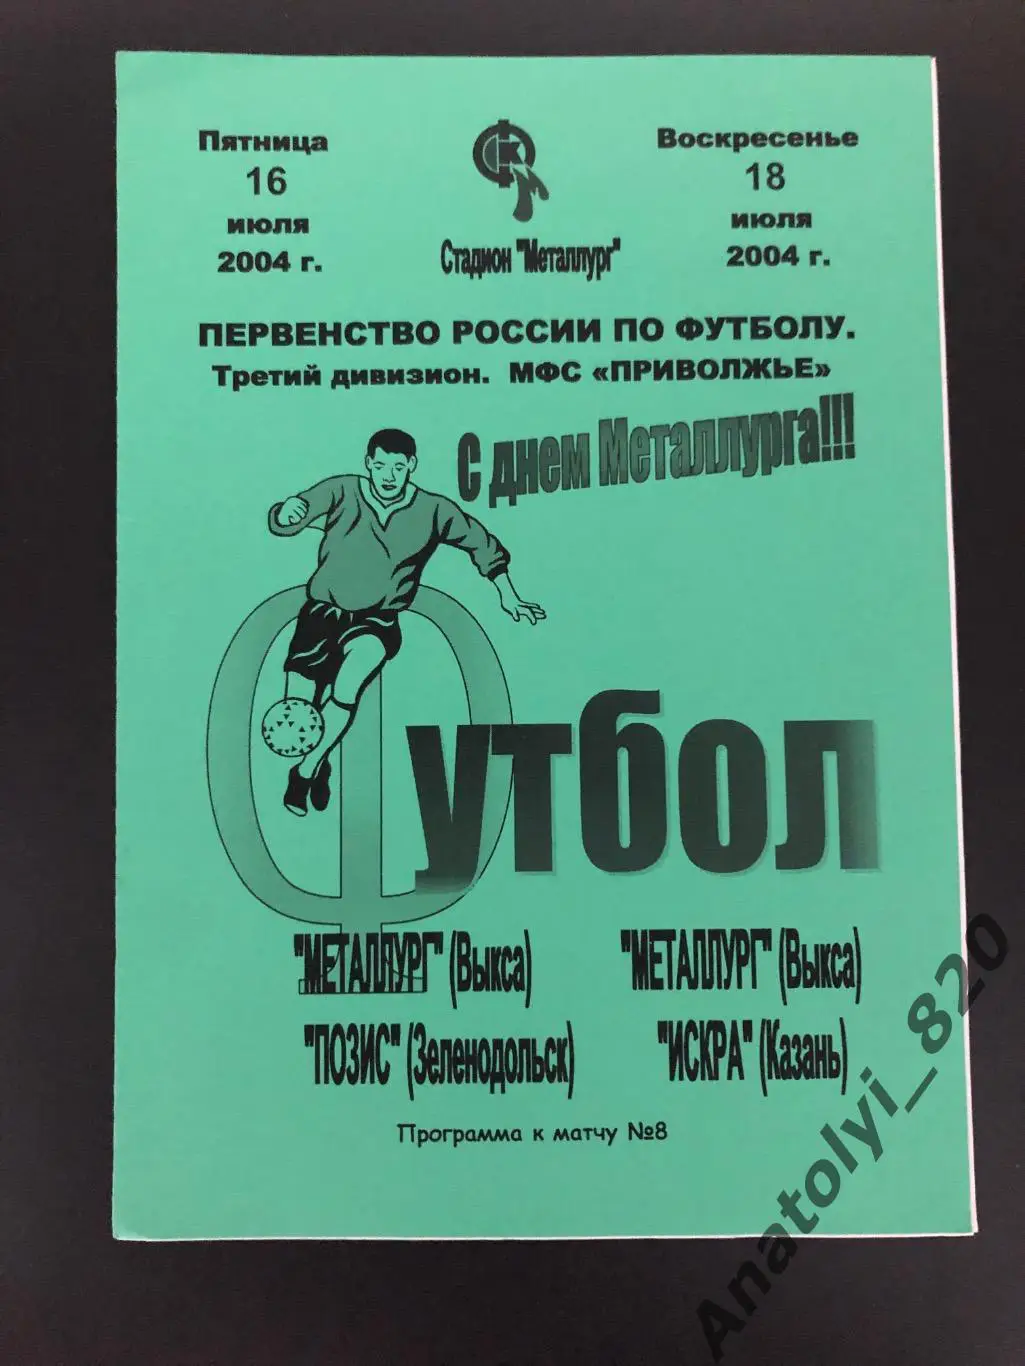 Пятница
16
июля
2004 г.
Стадион "Металлург"
Воскресенье
18
июля
2004 г.
ПЕРВЕНСТВО РОССИИ ПО ФУТБОЛУ.
Третий дивизион. МФС «ПРИВОЛЖЬЕ»
С днем Металлурга!!!
Футбол
"МЕТАЛЛУРГ" (Выкса)
"ПОЗИС" (Зеленодольск)
"МЕТАЛЛУРГ" (Выкса)
"ИСКРА" (Казань)
Программа к матчу №8
Anatolyi_820